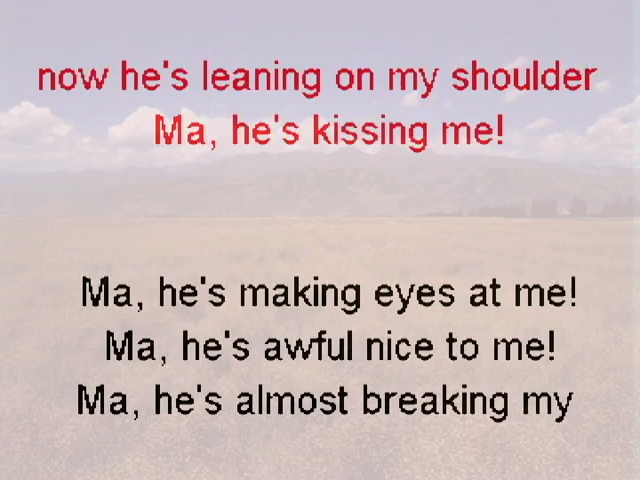 now he's leaning on my shoulder
Ma, he's kissing me!
Ma, he's making eyes at me!
Ma, he's awful nice to me!
Ma, he's almost breaking my